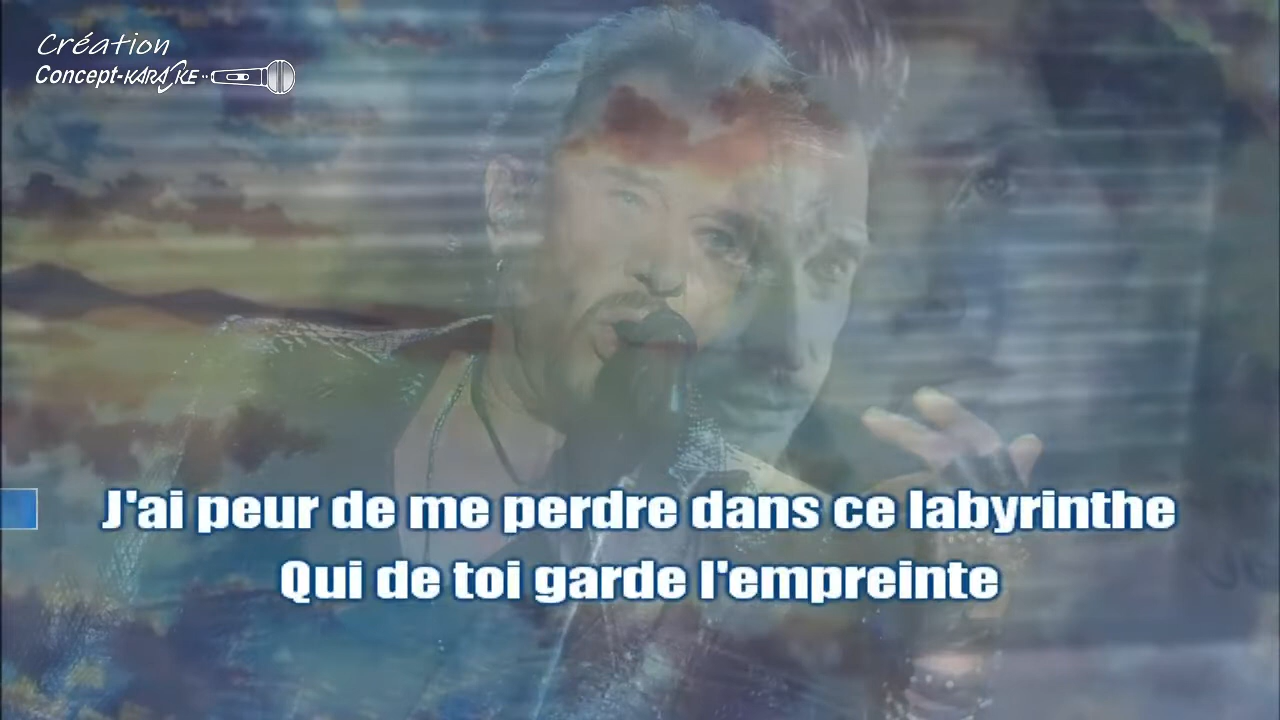 Création
Concept-KARAOKE
J'ai peur de me perdre dans ce labyrinthe
Qui de toi garde l'empreinte